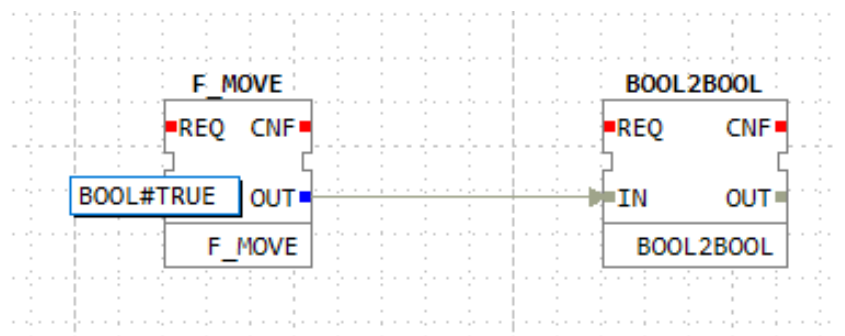 F_MOVE
REQ CNF
BOOL#TRUE OUT
F_MOVE
BOOL2BOOL
REQ CNF
IN OUT
BOOL2BOOL